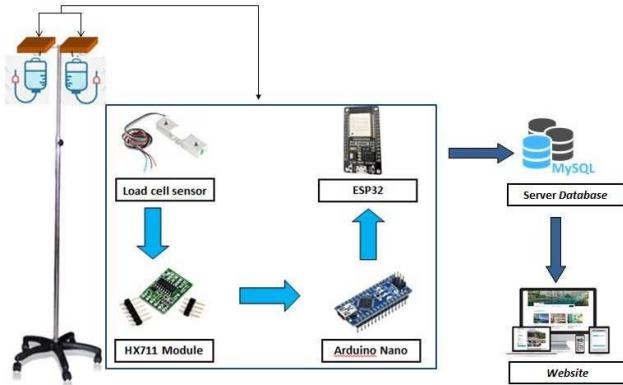 Load cell sensor
ESP32
MySQL
Server Database
HX711 Module
Arduino Nano
Website